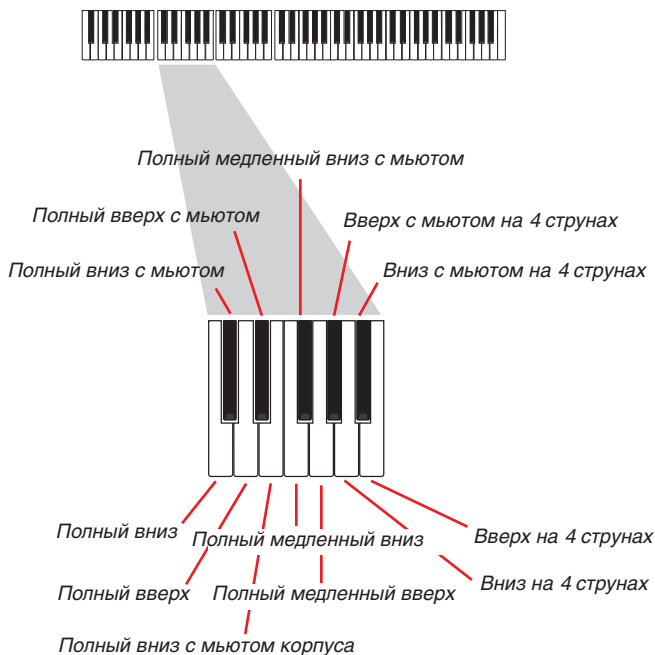 Полный медленный вниз с мьютом
Полный вверх с мьютом
Вверх с мьютом на 4 струнах
Полный вниз с мьютом
Вниз с мьютом на 4 струнах
Полный вниз
Полный медленный вниз
Вверх на 4 струнах
Полный вверх
Полный медленный вверх
Вниз на 4 струнах
Полный вниз с мьютом корпуса